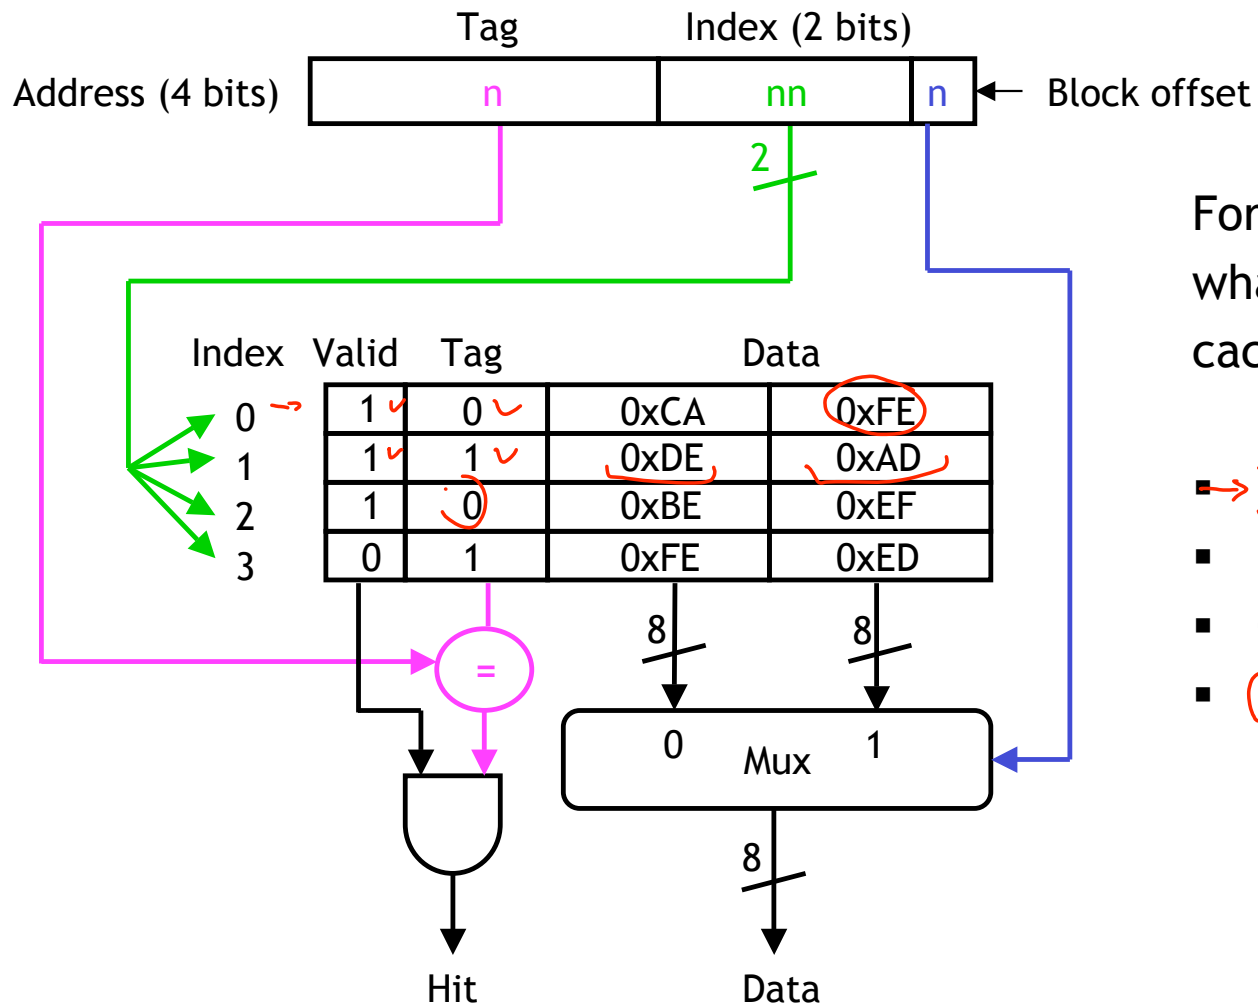 Tag Index (2 bits)
Address (4 bits) n nn n Block offset
2
For
wha
cac
Index Valid Tag Data
0 1 0 0xCA 0xFE
1 1 1 0xDE 0xAD
2 1 0 0xBE 0xEF
3 0 1 0xFE 0xED
8 8
=
0 Mux 1
8
Hit Data